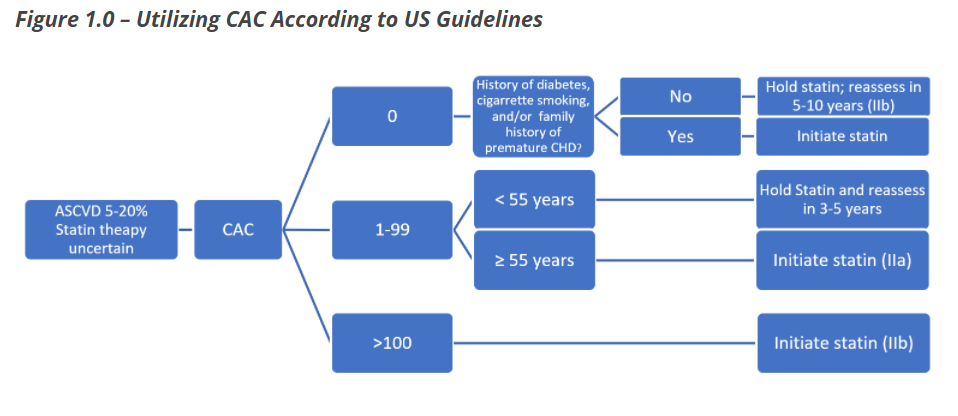 Figure 1.0 – Utilizing CAC According to US Guidelines
ASCVD 5-20%
Statin theapy
uncertain
CAC
0
History of diabetes,
cigarrette smoking,
and/or family
history of
premature CHD?
No
Hold statin; reassess in
5-10 years (IIb)
Yes
Initiate statin
1-99
< 55 years
Hold Statin and reassess
in 3-5 years
≥ 55 years
Initiate statin (IIa)
>100
Initiate statin (IIb)